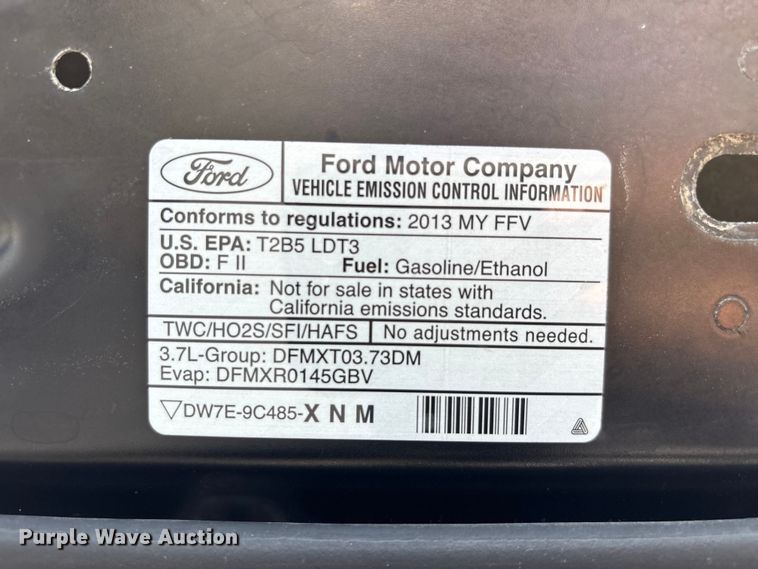 Ford
Ford Motor Company
VEHICLE EMISSION CONTROL INFORMATION
Conforms to regulations: 2013 MY FFV
U.S. EPA: T2B5 LDT3
OBD: F II Fuel: Gasoline/Ethanol
California: Not for sale in states with
California emissions standards.
TWC/HO2S/SFI/HAFS No adjustments needed.
3.7L-Group: DFMXT03.73DM
Evap: DFMXR0145GBV
DW7E-9C485-X N M
Purple Wave Auction